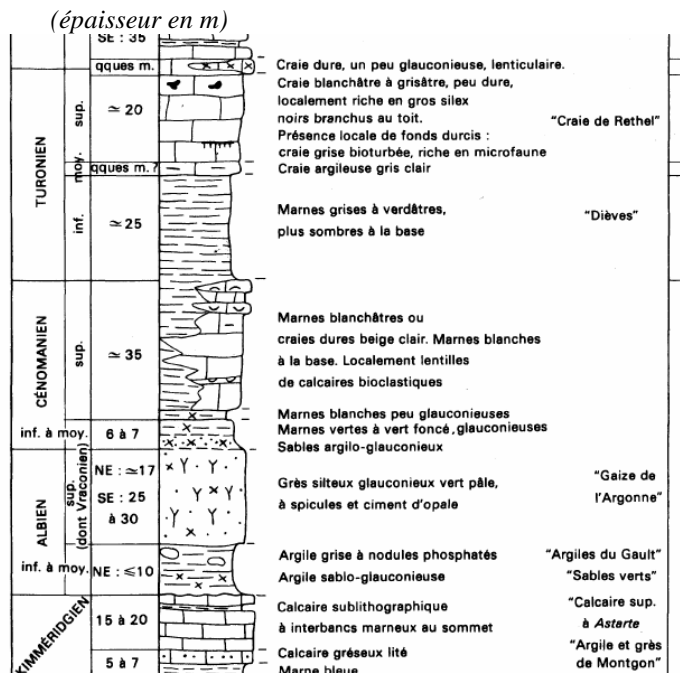 (épaisseur en m)
SE : 35
qques m.
Craie dure, un peu glauconieuse, lenticulaire.
TURONIEN
sup.
≃ 20
Craie blanchâtre à grisâtre, peu dure,
localement riche en gros silex
noirs branchus au toit.
Présence locale de fonds durcis :
craie grise bioturbée, riche en microfaune
"Craie de Rethel"
moy.
qques m. ?
Craie argileuse gris clair
inf.
≃ 25
Marnes grises à verdâtres,
plus sombres à la base
"Dièves"
CÉNOMANIEN
sup.
≃ 35
Marnes blanchâtres ou
craies dures beige clair. Marnes blanches
à la base. Localement lentilles
de calcaires bioclastiques
Marnes blanches peu glauconieuses
inf. à moy.
6 à 7
Marnes vertes à vert foncé, glauconieuses
Sables argilo-glauconieux
ALBIEN
sup.
(dont Vraconien)
NE : ≃17
SE : 25
à 30
Grès silteux glauconieux vert pâle,
à spicules et ciment d'opale
"Gaize de
l'Argonne"
inf. à moy.
NE : ≤10
Argile grise à nodules phosphatés
"Argiles du Gault"
Argile sablo-glauconieuse
"Sables verts"
KIMMÉRIDGIEN
15 à 20
Calcaire sublithographique
à interbancs marneux au sommet
"Calcaire sup.
à Astarte
5 à 7
Calcaire gréseux lité
Marne bleue
"Argile et grès
de Montgon"